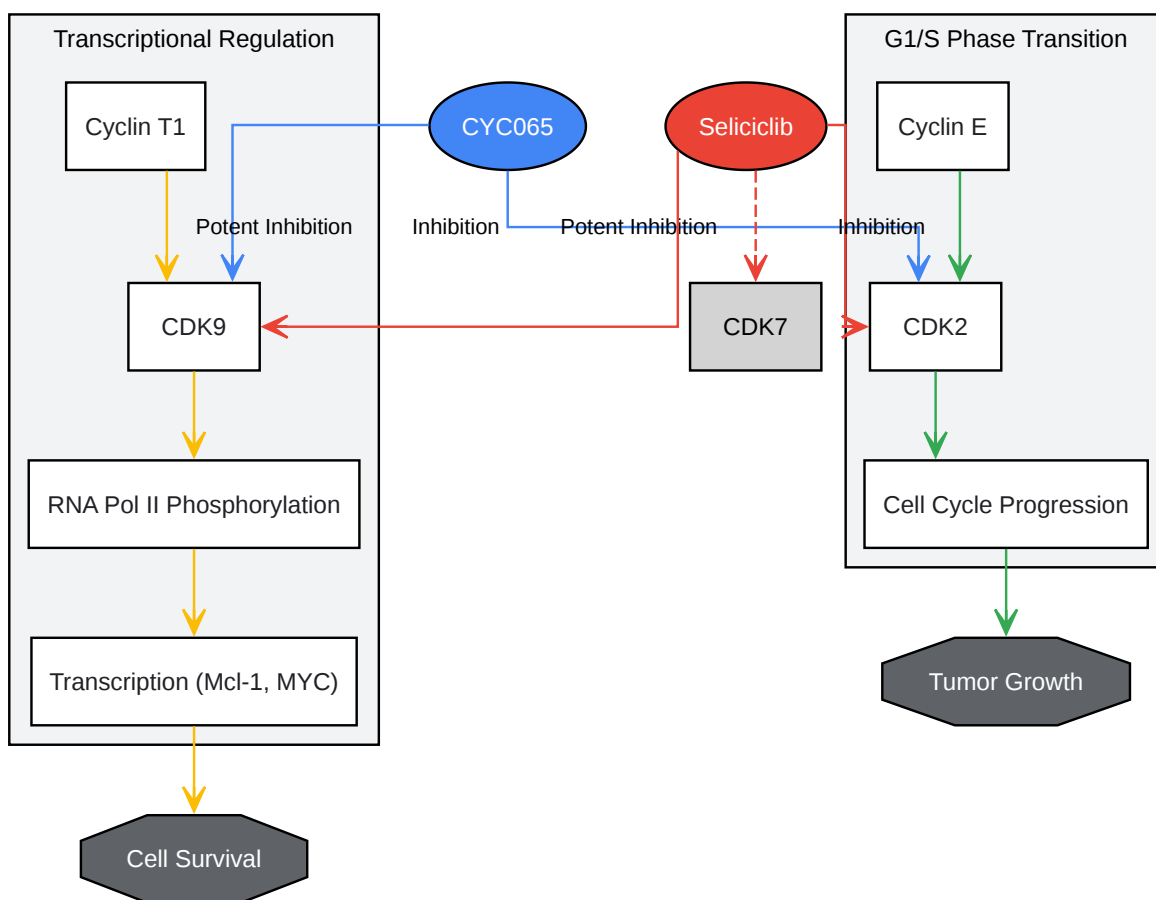 Transcriptional Regulation
G1/S Phase Transition
Cyclin T1
CYC065
Seliciclib
Cyclin E
Potent Inhibition
Inhibition
Potent Inhibition
Inhibition
CDK9
CDK7
CDK2
RNA Pol II Phosphorylation
Cell Cycle Progression
Transcription (Mcl-1, MYC)
Tumor Growth
Cell Survival